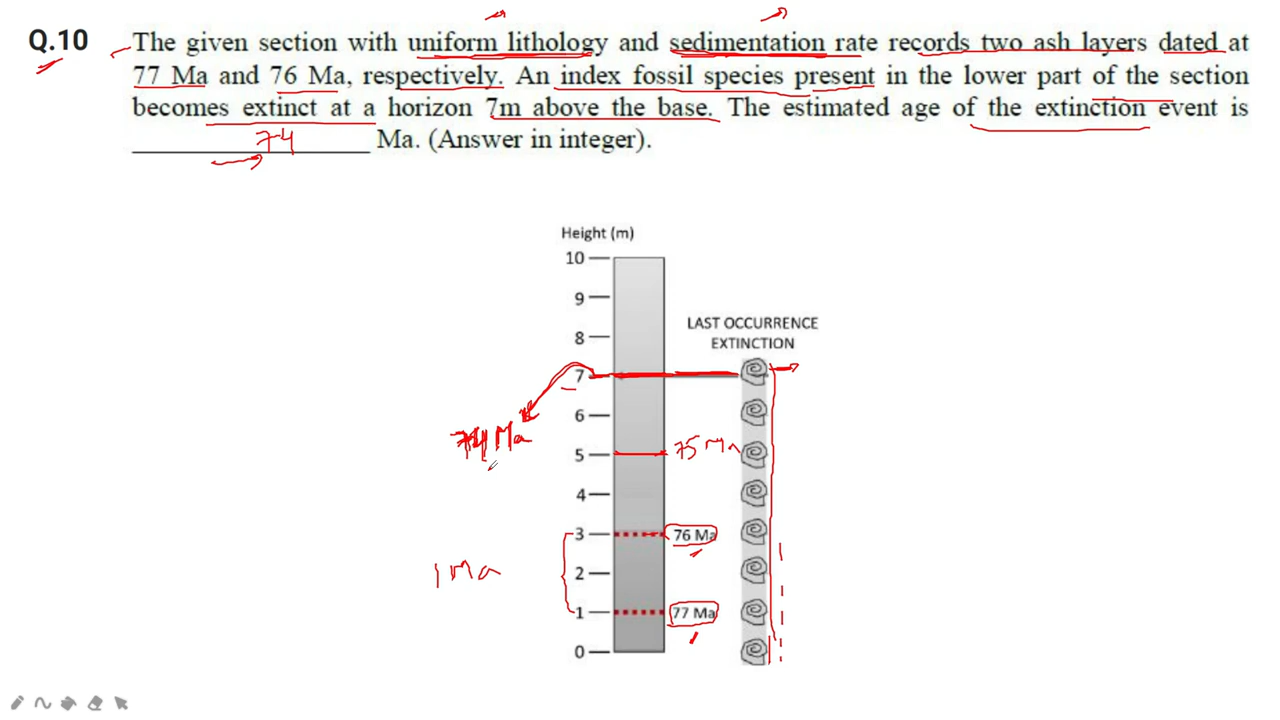 Q.10 The given section with uniform lithology and sedimentation rate records two ash layers dated at
77 Ma and 76 Ma, respectively. An index fossil species present in the lower part of the section
becomes extinct at a horizon 7m above the base. The estimated age of the extinction event is
74 Ma. (Answer in integer).
Height (m)
10
9
8
LAST OCCURRENCE
EXTINCTION
7
6
74 Ma
5 75 Ma
4
3 76 Ma
1 Ma
2
1 77 Ma
0